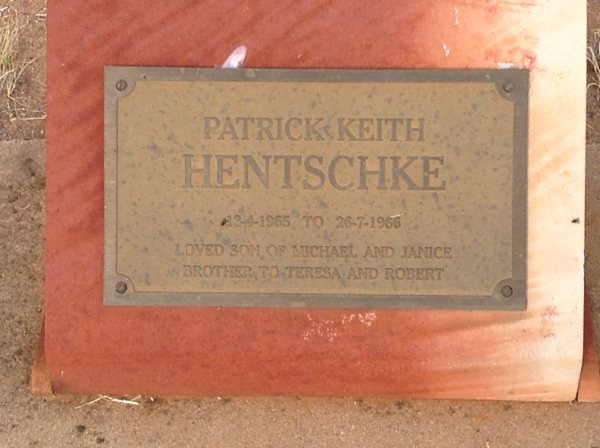 PATRICK KEITH
HENTSCHKE
13-4-1965 TO 26-7-1966
LOVED SON OF MICHAEL AND JANICE
BROTHER TO TERESA AND ROBERT